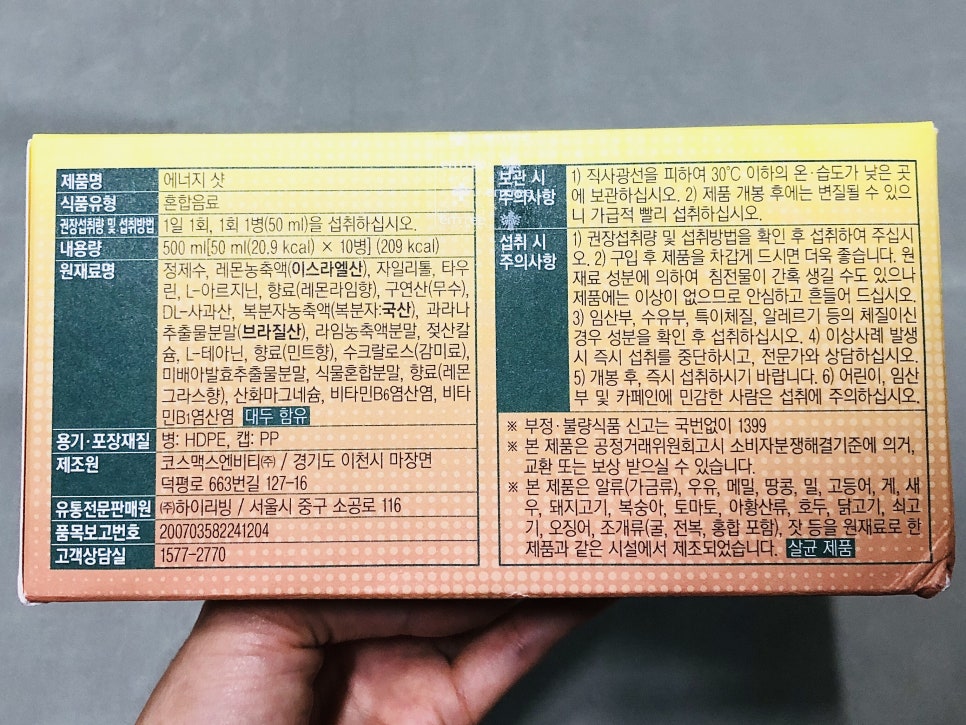 제품명 에너지 샷
식품유형 혼합음료
권장섭취량 및 섭취방법 1일 1회, 1회 1병(50 ml)을 섭취하십시오.
내용량 500 ml[50 ml(20.9 kcal) × 10병] (209 kcal)
원재료명 정제수, 레몬농축액(이스라엘산), 자일리톨, 타우
린, L-아르지닌, 향료(레몬라임향), 구연산(무수),
DL-사과산, 복분자농축액(복분자:국산), 과라나
추출물분말(브라질산), 라임농축액분말, 젖산칼
슘, L-테아닌, 향료(민트향), 수크랄로스(감미료),
미배아발효추출물분말, 식물혼합분말, 향료(레몬
그라스향), 산화마그네슘, 비타민B6염산염, 비타
민B1염산염 대두 함유
용기·포장재질 병: HDPE, 캡: PP
제조원 코스맥스엔비티㈜ / 경기도 이천시 마장면
덕평로 663번길 127-16
유통전문판매원 ㈜하이리빙 / 서울시 중구 소공로 116
품목보고번호 200703582241204
고객상담실 1577-2770
보관 시
주의사항
1) 직사광선을 피하여 30℃ 이하의 온·습도가 낮은 곳
에 보관하십시오. 2) 제품 개봉 후에는 변질될 수 있으
니 가급적 빨리 섭취하십시오.
섭취 시
주의사항
1) 권장섭취량 및 섭취방법을 확인 후 섭취하여 주십시
오. 2) 구입 후 제품을 차갑게 드시면 더욱 좋습니다. 원
재료 성분에 의하여 침전물이 간혹 생길 수도 있으나
제품에는 이상이 없으므로 안심하고 흔들어 드십시오.
3) 임산부, 수유부, 특이체질, 알레르기 등의 체질이신
경우 성분을 확인 후 섭취하십시오. 4) 이상사례 발생
시 즉시 섭취를 중단하시고, 전문가와 상담하십시오.
5) 개봉 후, 즉시 섭취하시기 바랍니다. 6) 어린이, 임산
부 및 카페인에 민감한 사람은 섭취에 주의하십시오.
※ 부정·불량식품 신고는 국번없이 1399
※ 본 제품은 공정거래위원회고시 소비자분쟁해결기준에 의거,
교환 또는 보상 받으실 수 있습니다.
※ 본 제품은 알류(가금류), 우유, 메밀, 땅콩, 밀, 고등어, 게, 새
우, 돼지고기, 복숭아, 토마토, 아황산류, 호두, 닭고기, 쇠고
기, 오징어, 조개류(굴, 전복, 홍합 포함), 잣 등을 원재료로 한
제품과 같은 시설에서 제조되었습니다. 살균 제품